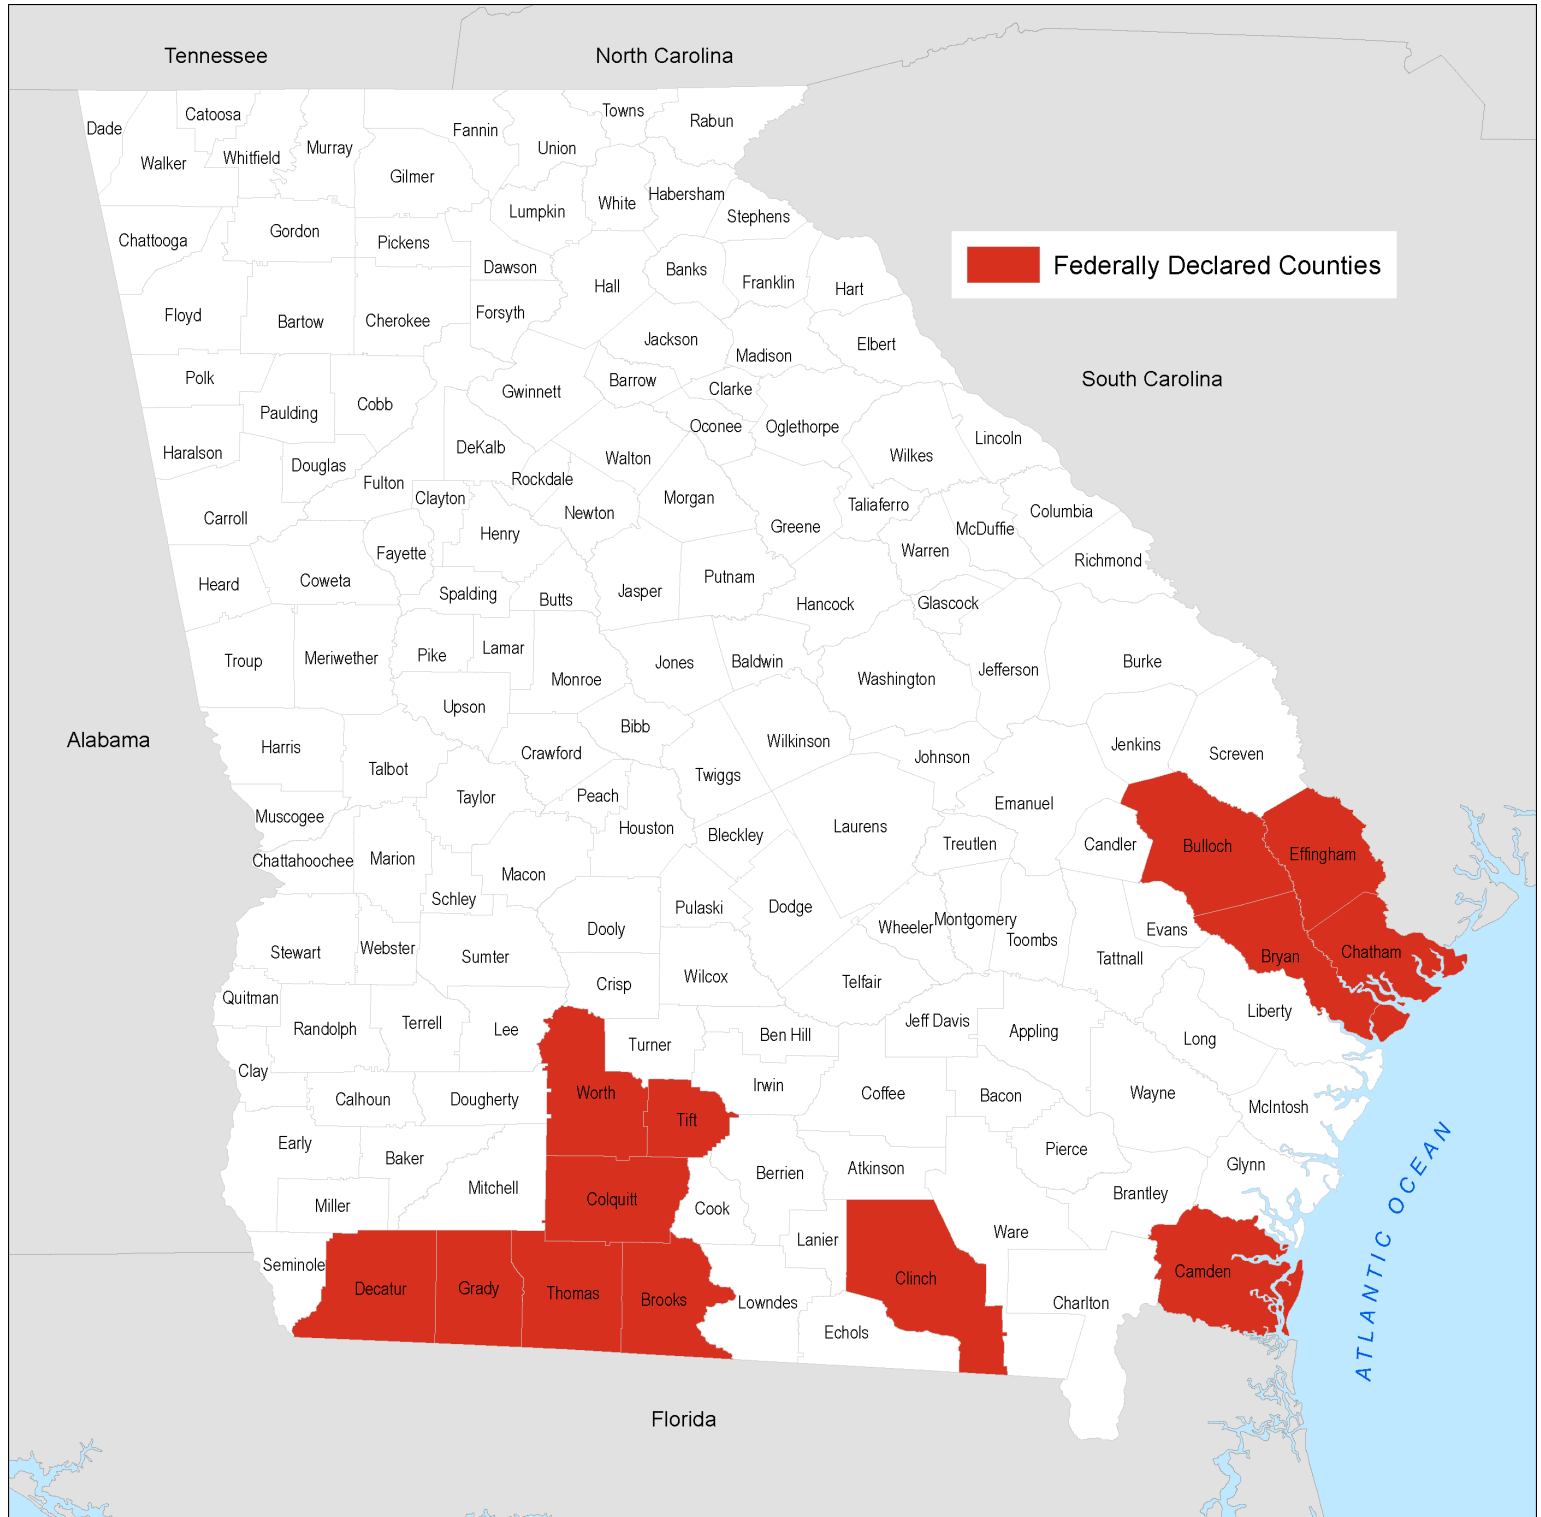 Tennessee
North Carolina
Towns
Rabun
Catoosa
Dade
Fannin
Union
Murray
Whitfield
Walker
Gilmer
Habersham
White
Lumpkin
Stephens
Gordon
Chattooga
Pickens
Dawson
Banks
Franklin
Hart
Hall
Federally Declared Counties
Floyd
Bartow
Cherokee
Forsyth
Jackson
Madison
Elbert
South Carolina
Polk
Gwinnett
Barrow
Clarke
Paulding
Cobb
Oconee
Oglethorpe
Lincoln
Haralson
Douglas
DeKalb
Walton
Wilkes
Fulton
Rockdale
Clayton
Morgan
Taliaferro
Columbia
Carroll
Newton
Greene
McDuffie
Henry
Fayette
Warren
Richmond
Heard
Coweta
Spalding
Butts
Jasper
Putnam
Hancock
Glascock
Troup
Meriwether
Pike
Lamar
Monroe
Jones
Baldwin
Washington
Jefferson
Burke
Upson
Bibb
Alabama
Harris
Talbot
Crawford
Twiggs
Wilkinson
Johnson
Jenkins
Screven
Taylor
Peach
Muscogee
Houston
Bleckley
Laurens
Emanuel
Treutlen
Candler
Bulloch
Effingham
Chattahoochee
Marion
Macon
Schley
Pulaski
Dodge
Dooly
Wheeler
Montgomery
Toombs
Evans
Tattnall
Bryan
Chatham
Stewart
Webster
Sumter
Crisp
Wilcox
Telfair
Quitman
Randolph
Terrell
Lee
Turner
Ben Hill
Jeff Davis
Appling
Long
Liberty
Clay
Calhoun
Dougherty
Worth
Tift
Irwin
Coffee
Bacon
Wayne
McIntosh
Early
Baker
Mitchell
Berrien
Atkinson
Pierce
Glynn
Brantley
Miller
Colquitt
Cook
Lanier
Ware
Seminole
Decatur
Grady
Thomas
Brooks
Lowndes
Clinch
Echols
Charlton
Camden
ATLANTIC OCEAN
Florida